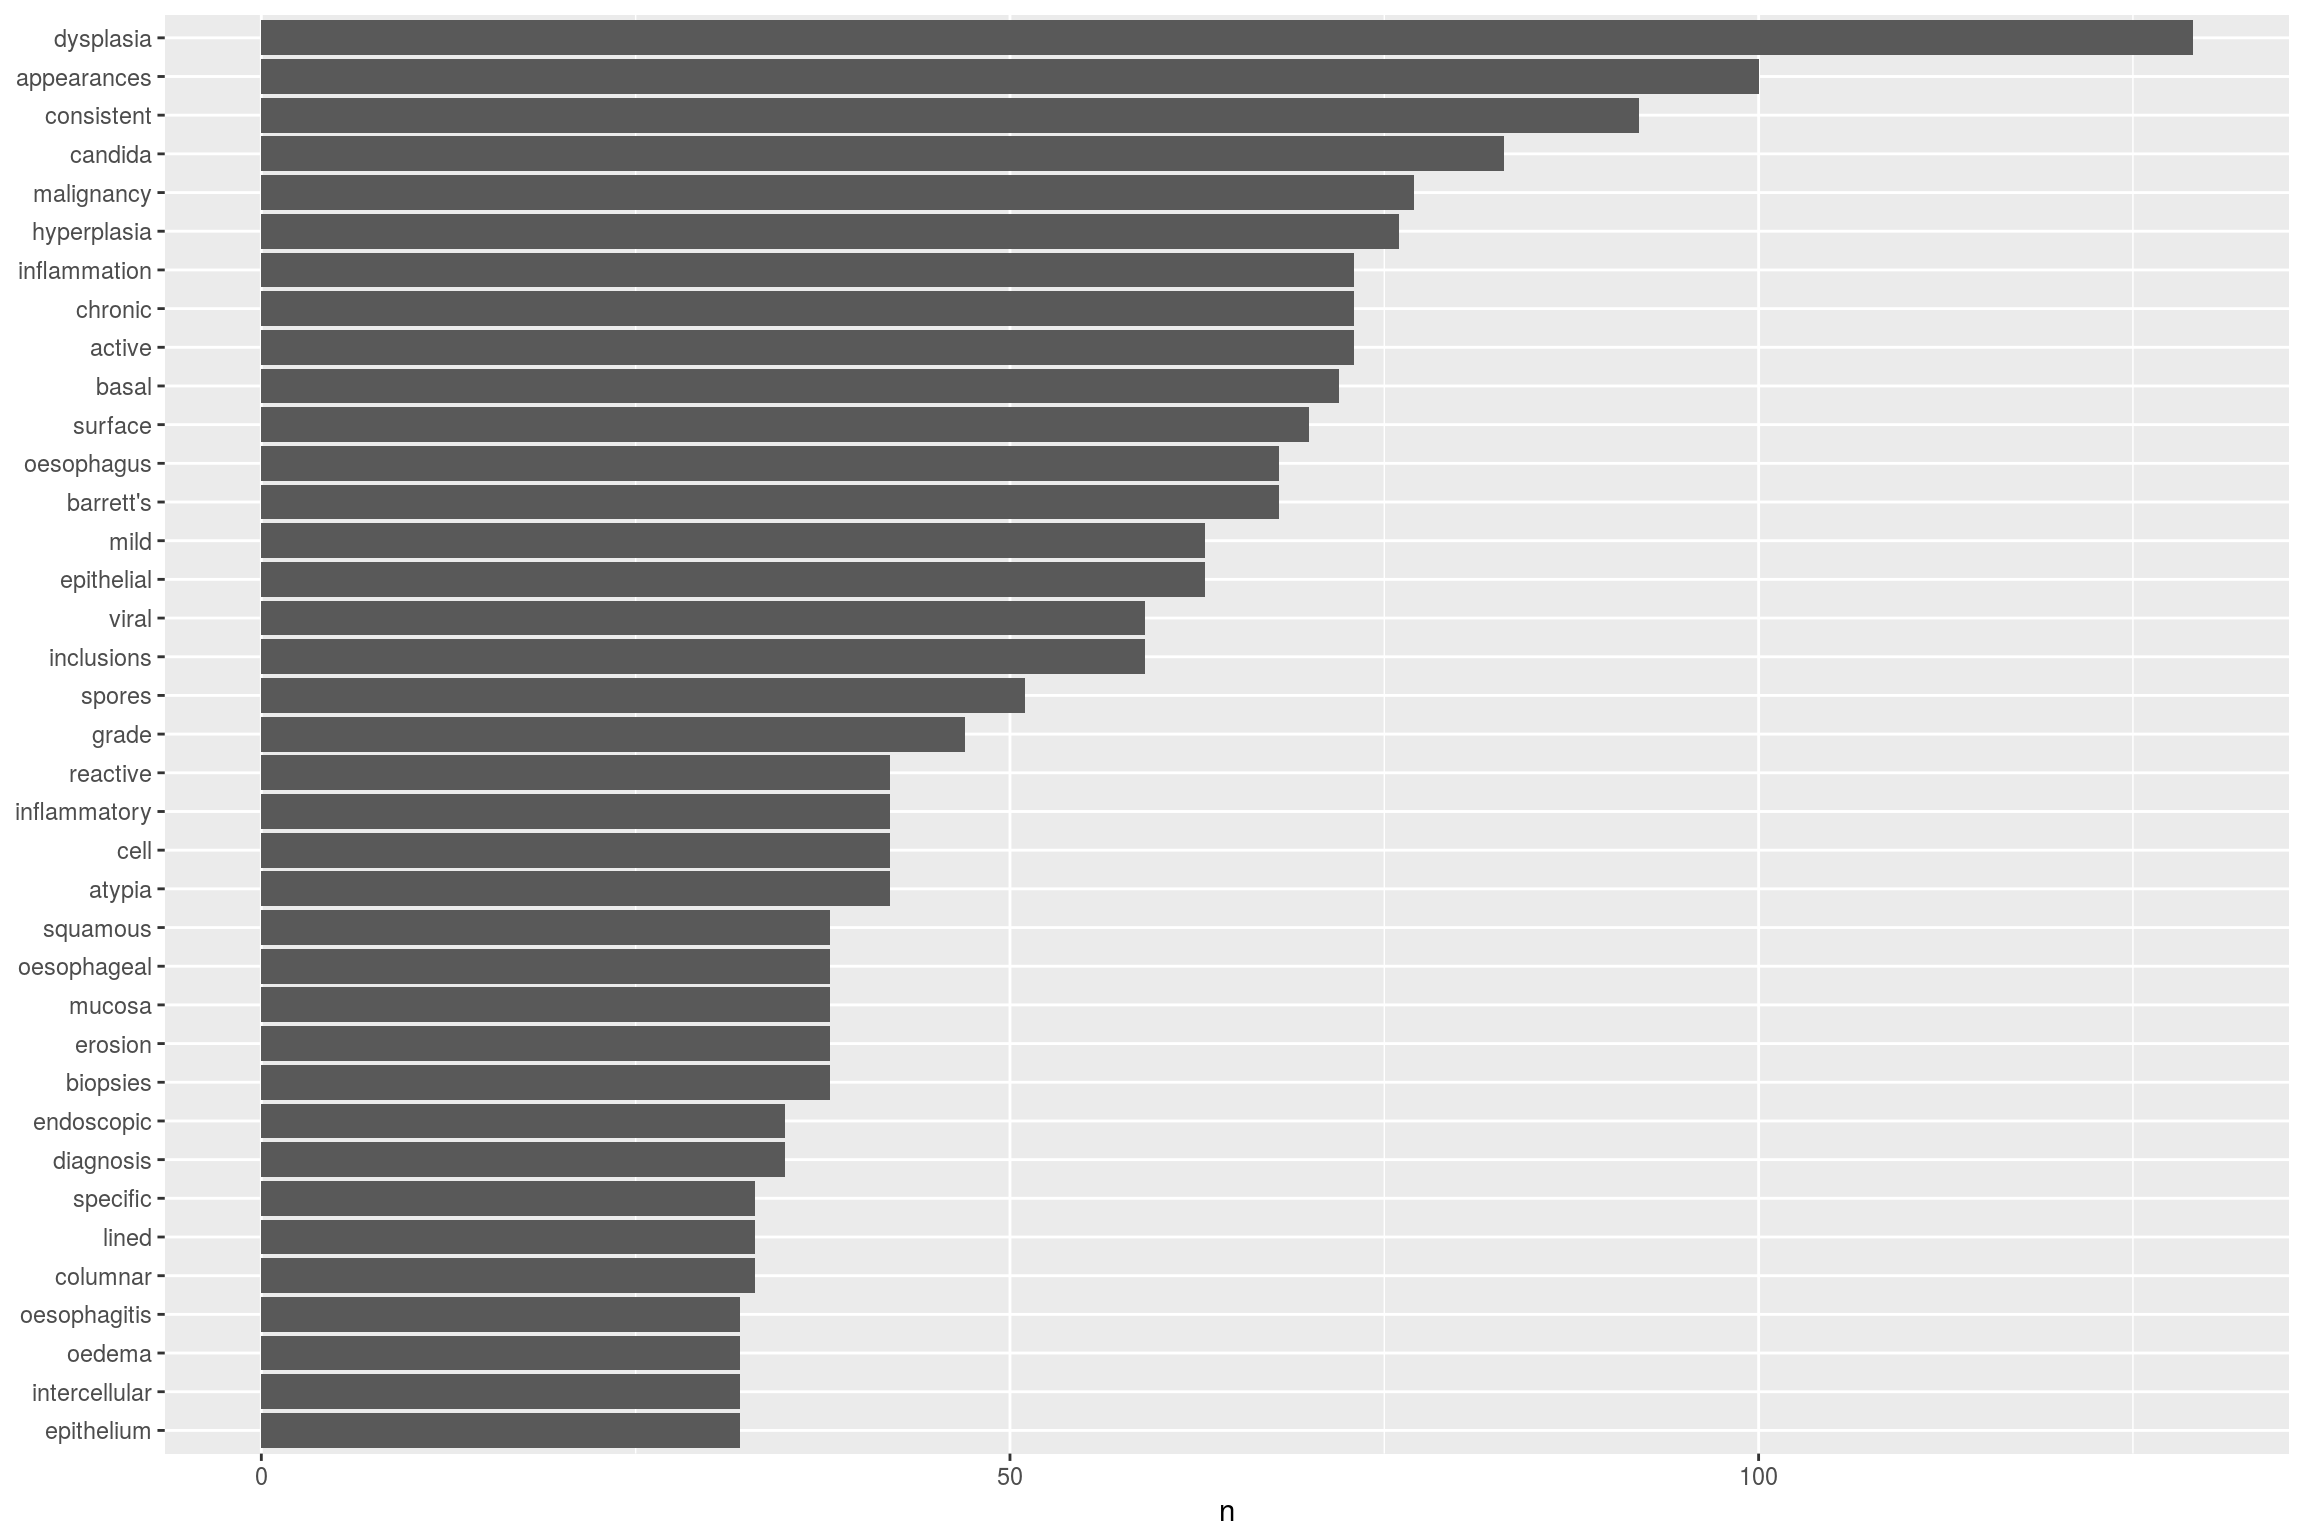 dysplasia
appearances
consistent
candida
malignancy
hyperplasia
inflammation
chronic
active
basal
surface
oesophagus
barrett's
mild
epithelial
viral
inclusions
spores
grade
reactive
inflammatory
cell
atypia
squamous
oesophageal
mucosa
erosion
biopsies
endoscopic
diagnosis
specific
lined
columnar
oesophagitis
oedema
intercellular
epithelium
0 50 100
n